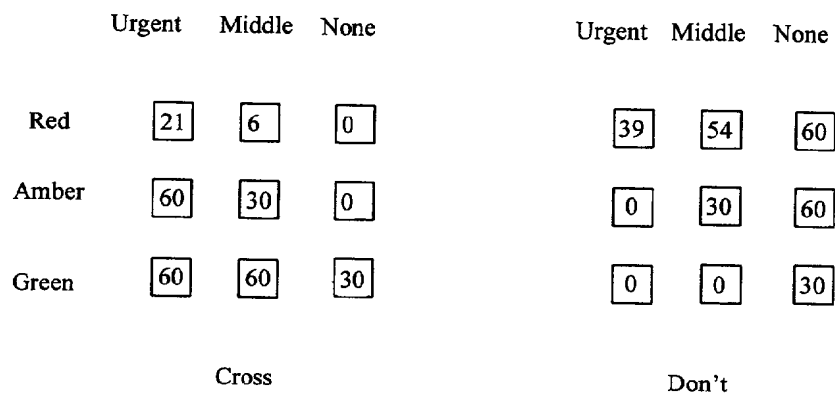 Urgent Middle None Urgent Middle None
Red 21 6 0 39 54 60
Amber 60 30 0 0 30 60
Green 60 60 30 0 0 30
Cross Don't